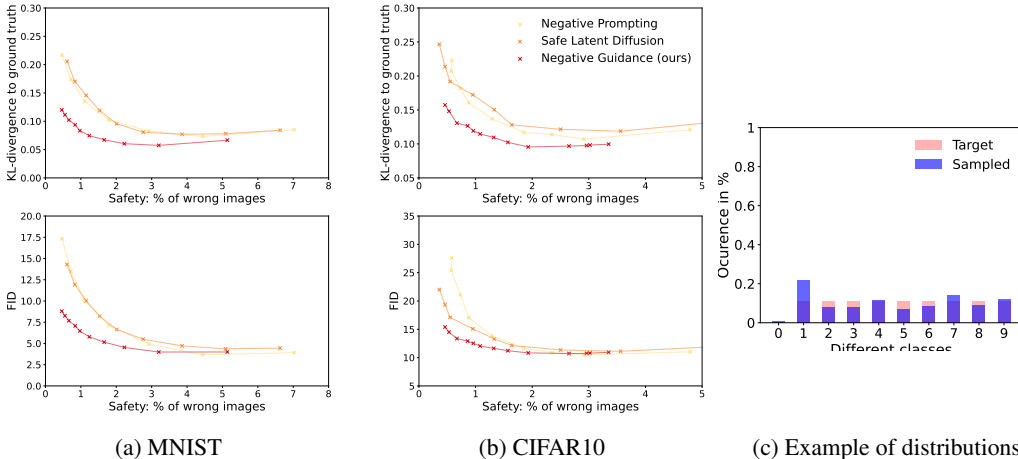 KL-divergence to ground truth
0.30
0.25
0.20
0.15
0.10
0.05
0.00
0 1 2 3 4 5 6 7 8
Safety: % of wrong images
KL-divergence to ground truth
0.30
0.25
0.20
0.15
0.10
0.05
0 1 2 3 4 5
Safety: % of wrong images
Negative Prompting
Safe Latent Diffusion
Negative Guidance (ours)
FID
20.0
17.5
15.0
12.5
10.0
7.5
5.0
2.5
0.0
0 1 2 3 4 5 6 7 8
Safety: % of wrong images
FID
35
30
25
20
15
10
5
0 1 2 3 4 5
Safety: % of wrong images
Ocurence in %
1
0.8
0.6
0.4
0.2
0
Target
Sampled
0 1 2 3 4 5 6 7 8 9
Different classes
(a) MNIST
(b) CIFAR10
(c) Example of distributions